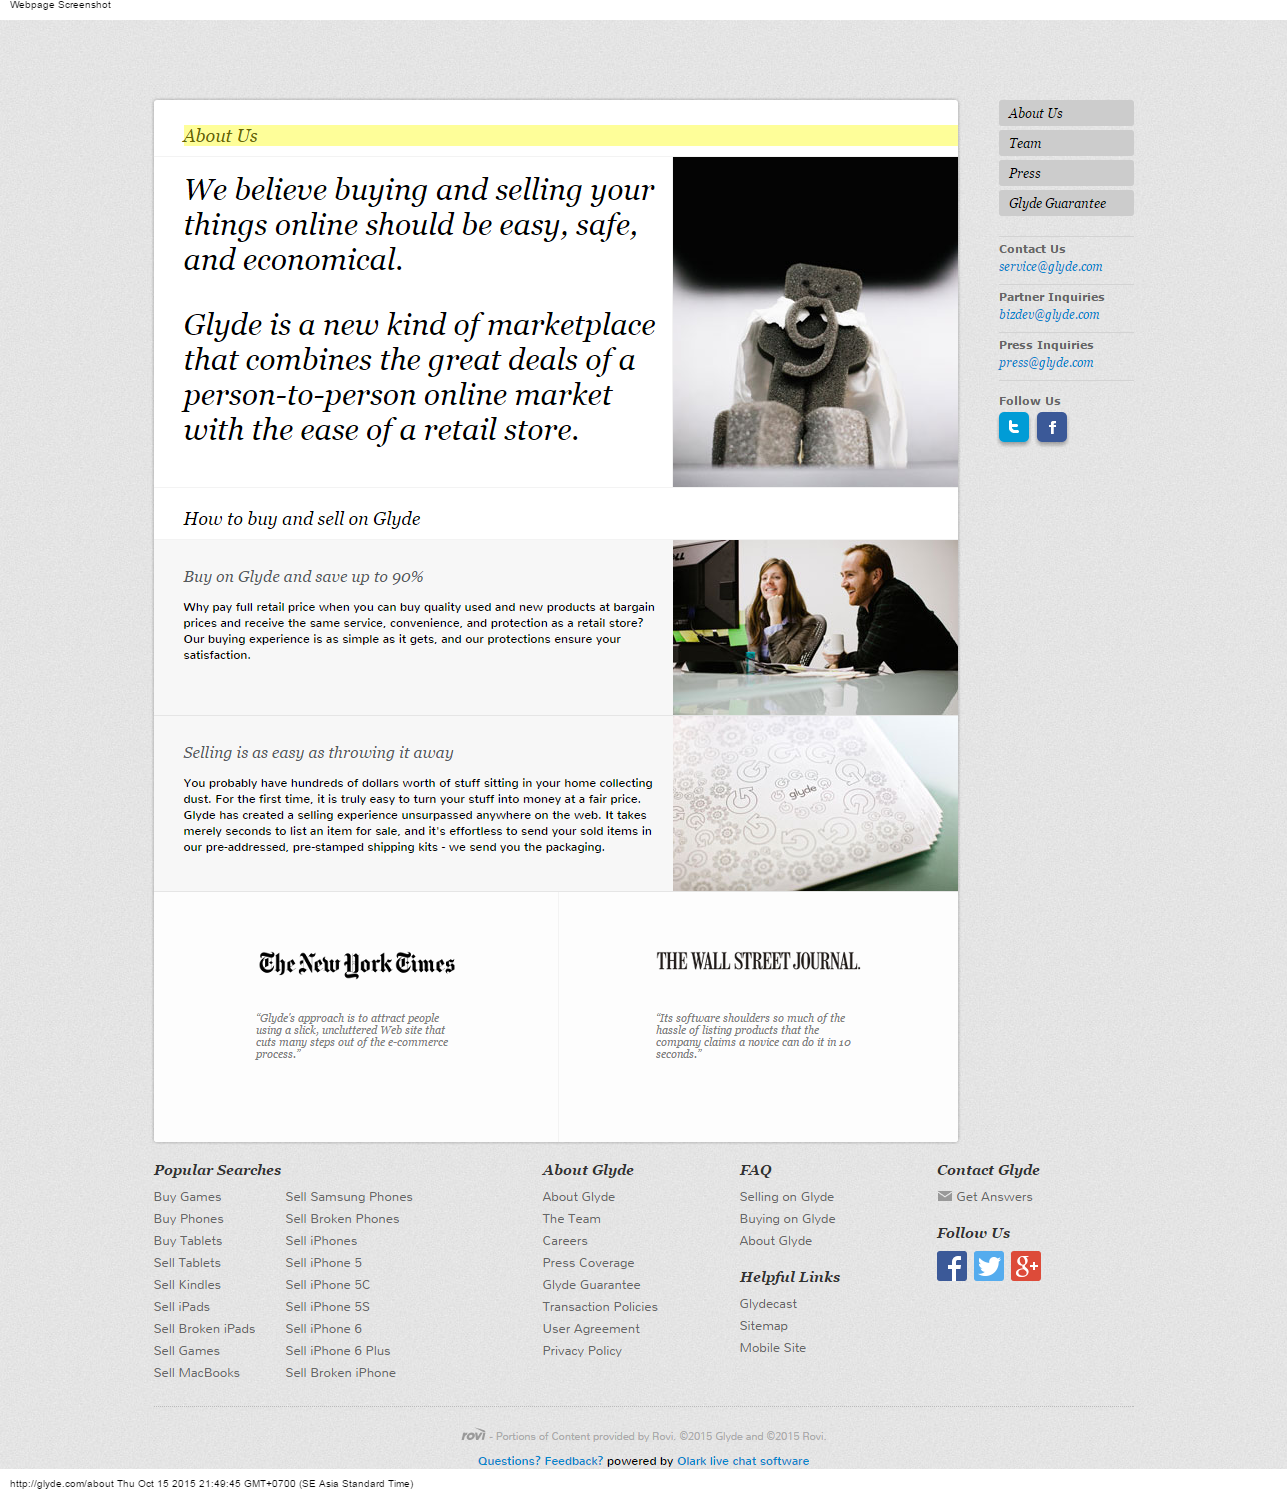 Webpage Screenshot
About Us
We believe buying and selling your
things online should be easy, safe,
and economical.
Glyde is a new kind of marketplace
that combines the great deals of a
person-to-person online market
with the ease of a retail store.
g
How to buy and sell on Glyde
Buy on Glyde and save up to 90%
Why pay full retail price when you can buy quality used and new products at bargain
prices and receive the same service, convenience, and protection as a retail store?
Our buying experience is as simple as it gets, and our protections ensure your
satisfaction.
Selling is as easy as throwing it away
You probably have hundreds of dollars worth of stuff sitting in your home collecting
dust. For the first time, it is truly easy to turn your stuff into money at a fair price.
Glyde has created a selling experience unsurpassed anywhere on the web. It takes
merely seconds to list an item for sale, and it's effortless to send your sold items in
our pre-addressed, pre-stamped shipping kits - we send you the packaging.
glyde
The New York Times
“Glyde's approach is to attract people
using a slick, uncluttered Web site that
cuts many steps out of the e-commerce
process.”
THE WALL STREET JOURNAL.
“Its software shoulders so much of the
hassle of listing products that the
company claims a novice can do it in 10
seconds.”
About Us
Team
Press
Glyde Guarantee
Contact Us
service@glyde.com
Partner Inquiries
bizdev@glyde.com
Press Inquiries
press@glyde.com
Follow Us
Popular Searches
Buy Games
Buy Phones
Buy Tablets
Sell Tablets
Sell Kindles
Sell iPads
Sell Broken iPads
Sell Games
Sell MacBooks
Sell Samsung Phones
Sell Broken Phones
Sell iPhones
Sell iPhone 5
Sell iPhone 5C
Sell iPhone 5S
Sell iPhone 6
Sell iPhone 6 Plus
Sell Broken iPhone
About Glyde
About Glyde
The Team
Careers
Press Coverage
Glyde Guarantee
Transaction Policies
User Agreement
Privacy Policy
FAQ
Selling on Glyde
Buying on Glyde
About Glyde
Helpful Links
Glydecast
Sitemap
Mobile Site
Contact Glyde
Get Answers
Follow Us
rovi - Portions of Content provided by Rovi. ©2015 Glyde and ©2015 Rovi.
Questions? Feedback? powered by Olark live chat software
http://glyde.com/about Thu Oct 15 2015 21:49:45 GMT+0700 (SE Asia Standard Time)